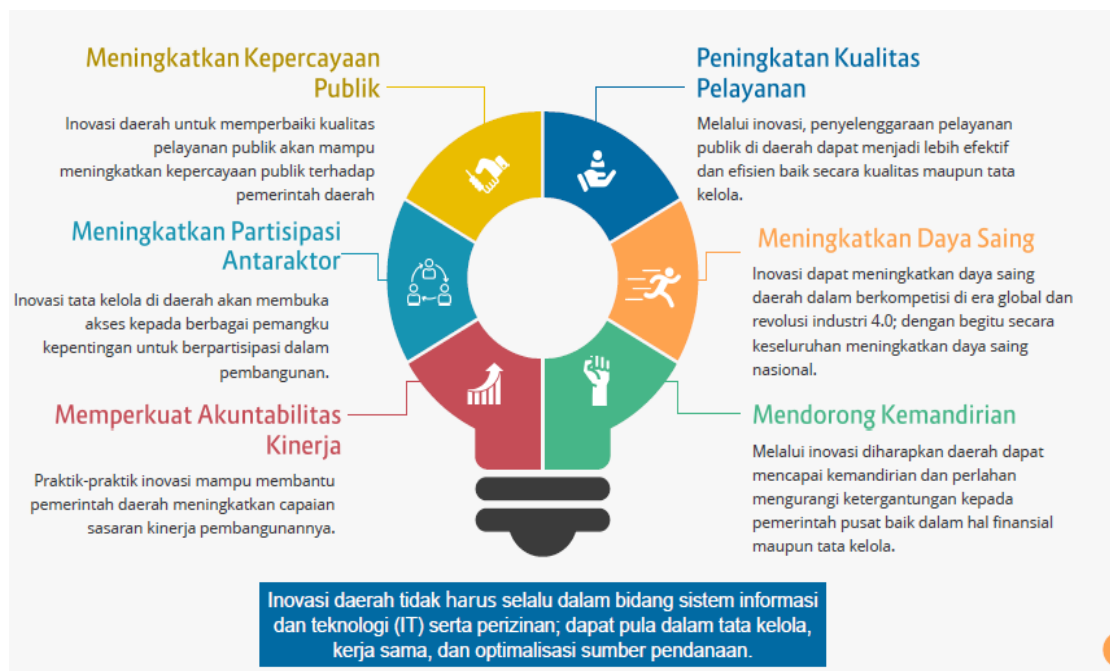 Meningkatkan Kepercayaan
Publik
Inovasi daerah untuk memperbaiki kualitas
pelayanan publik akan mampu
meningkatkan kepercayaan publik terhadap
pemerintah daerah
Meningkatkan Partisipasi
Antaraktor
Inovasi tata kelola di daerah akan membuka
akses kepada berbagai pemangku
kepentingan untuk berpartisipasi dalam
pembangunan.
Memperkuat Akuntabilitas
Kinerja
Praktik-praktik inovasi mampu membantu
pemerintah daerah meningkatkan capaian
sasaran kinerja pembangunannya.
Peningkatan Kualitas
Pelayanan
Melalui inovasi, penyelenggaraan pelayanan
publik di daerah dapat menjadi lebih efektif
dan efisien baik secara kualitas maupun tata
kelola.
Meningkatkan Daya Saing
Inovasi dapat meningkatkan daya saing
daerah dalam berkompetisi di era global dan
revolusi industri 4.0; dengan begitu secara
keseluruhan meningkatkan daya saing
nasional.
Mendorong Kemandirian
Melalui inovasi diharapkan daerah dapat
mencapai kemandirian dan perlahan
mengurangi ketergantungan kepada
pemerintah pusat baik dalam hal finansial
maupun tata kelola.
Inovasi daerah tidak harus selalu dalam bidang sistem informasi
dan teknologi (IT) serta perizinan; dapat pula dalam tata kelola,
kerja sama, dan optimalisasi sumber pendanaan.